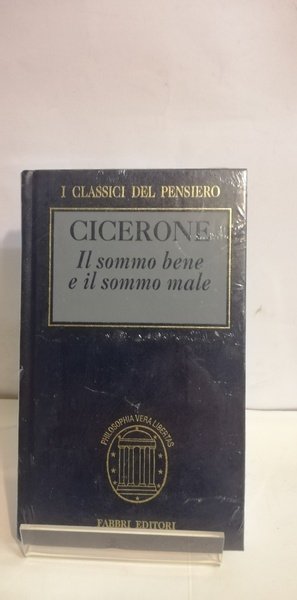 I CLASSICI DEL PENSIERO
CICERONE
Il sommo bene
e il sommo male
PHILOSOPHIA VERA LIBERTAS
FABBRI EDITORI